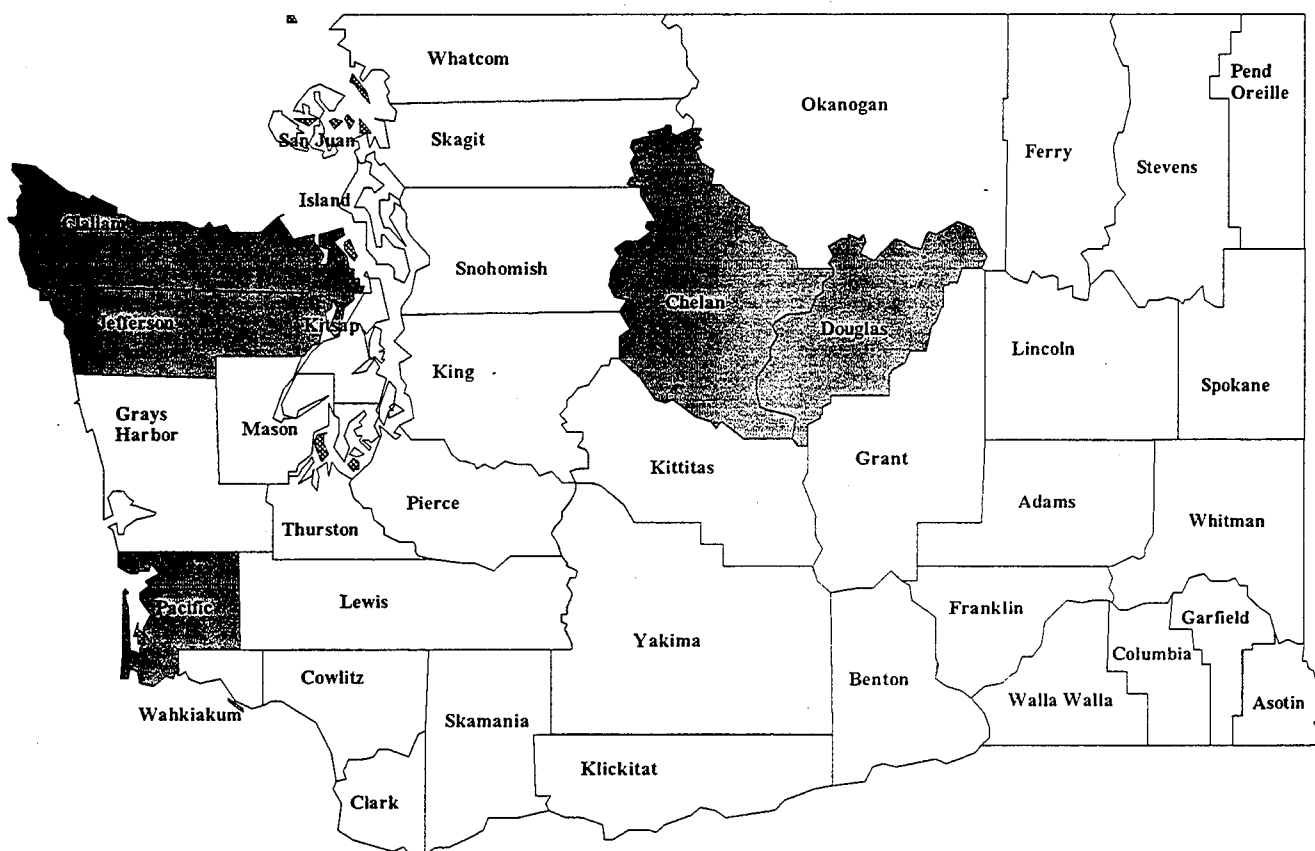 Whatcom
Pend
Oreille
Okanogan
San Juan
Skagit
Ferry
Stevens
Island
Clallam
Snohomish
Chelan
Jefferson
Kitsap
Douglas
Lincoln
King
Spokane
Grays
Harbor
Mason
Kittitas
Grant
Pierce
Adams
Thurston
Whitman
Pacific
Lewis
Franklin
Garfield
Yakima
Columbia
Cowlitz
Benton
Walla Walla
Asotin
Wahkiakum
Skamania
Klickitat
Clark